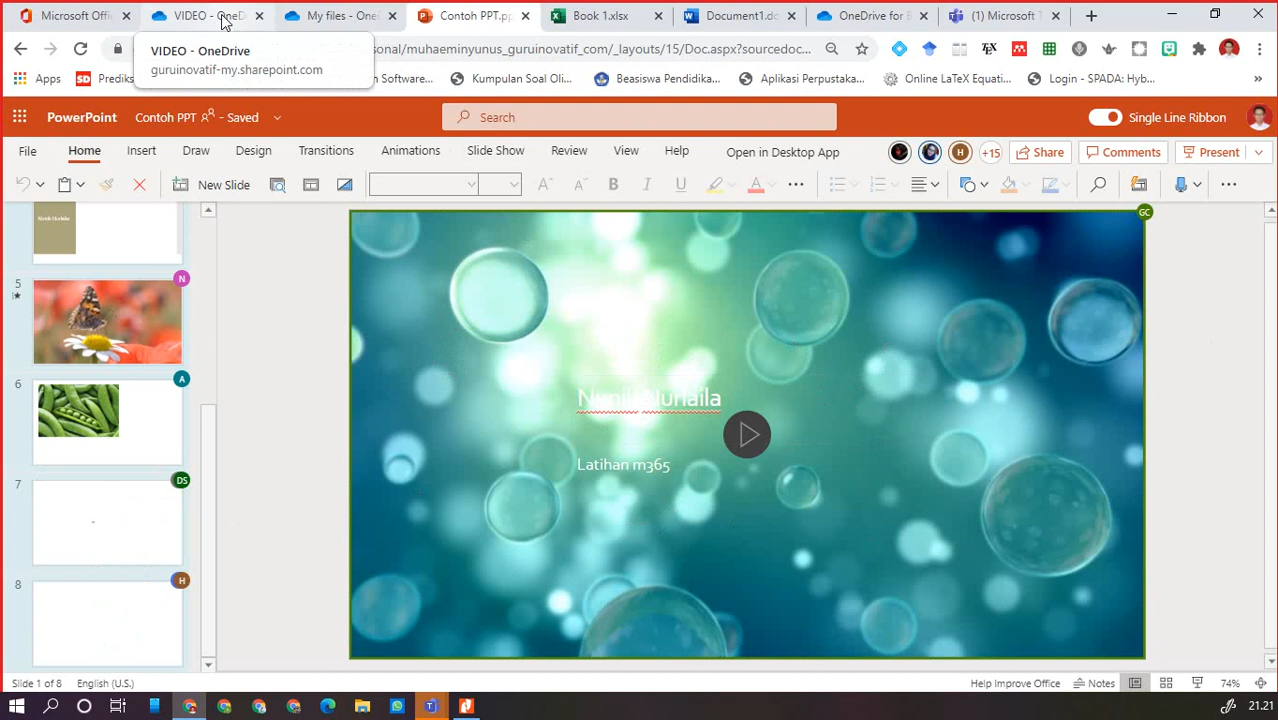 Microsoft Offi
VIDEO - OneD
My files - One
Contoh PPT.pp
Book 1.xlsx
Document1.d
OneDrive for B
(1) Microsoft T
VIDEO - OneDrive
guruinovatif-my.sharepoint.com
rsonal/muhaeminyunus_guruinovatif_com/_layouts/15/Doc.aspx?sourcedoc...
Apps
Prediks
n Software...
Kumpulan Soal Oli...
Beasiswa Pendidika...
Aplikasi Perpustaka...
Online LaTeX Equati...
Login - SPADA: Hyb...
PowerPoint
Contoh PPT
- Saved
Search
Single Line Ribbon
File
Home
Insert
Draw
Design
Transitions
Animations
Slide Show
Review
View
Help
Open in Desktop App
H
+15
Share
Comments
Present
New Slide
B
I
U
A
GC
5
N
6
A
7
DS
8
H
Latihan m365
Slide 1 of 8
English (U.S.)
Help Improve Office
Notes
74%
21.21